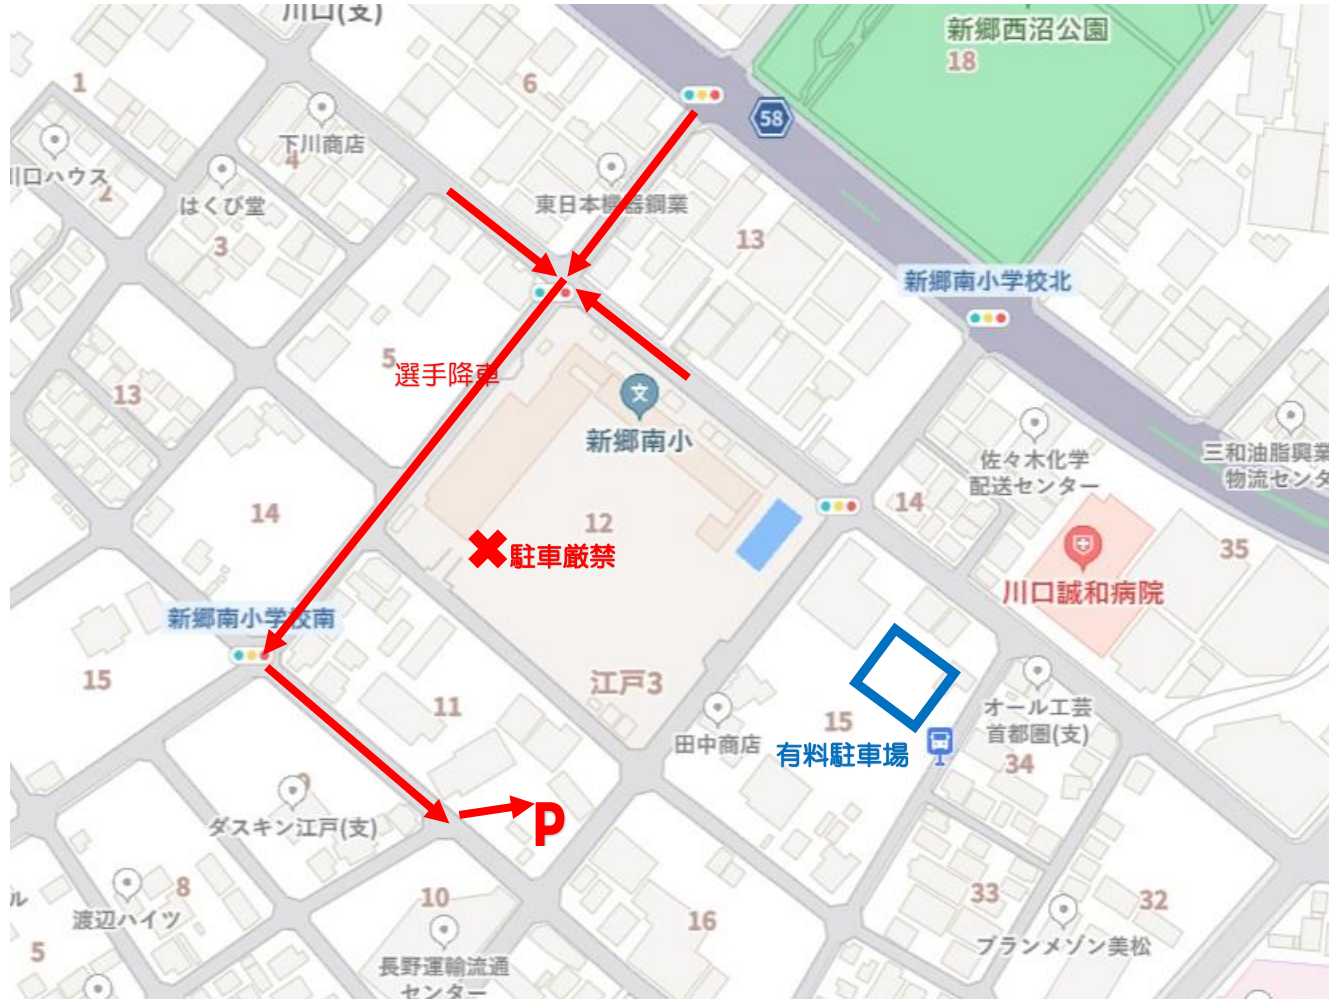 川口(支)
新郷西沼公園
18
1
6
58
下川商店
4
川口ハウス
2
はくび堂
東日本機器鋼業
3
13
新郷南小学校北
5
選手降車
13
文
新郷南小
三和油脂興業
物流センタ
佐々木化学
配送センター
14
14
12
35
駐車厳禁
川口誠和病院
新郷南小学校南
15
江戸3
11
オール工芸
首都圏(支)
田中商店
15
有料駐車場
34
9
P
ダスキン江戸(支)
8
渡辺ハイツ
10
16
33
32
ル
5
長野運輸流通
センター
ブランメゾン美松